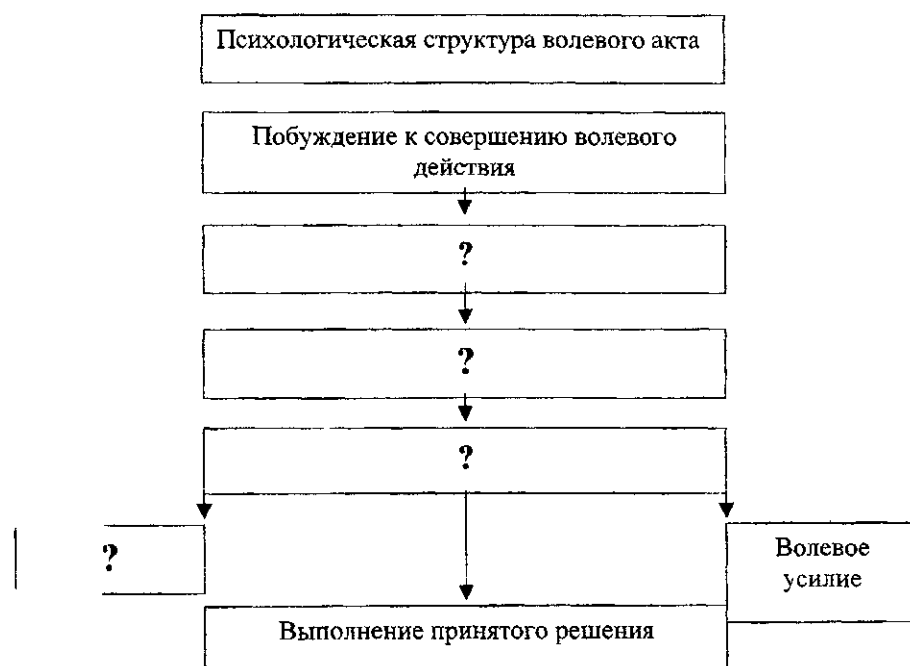 Психологическая структура волевого акта
Побуждение к совершению волевого
действия
?
?
?
?
Волевое
усилие
Выполнение принятого решения